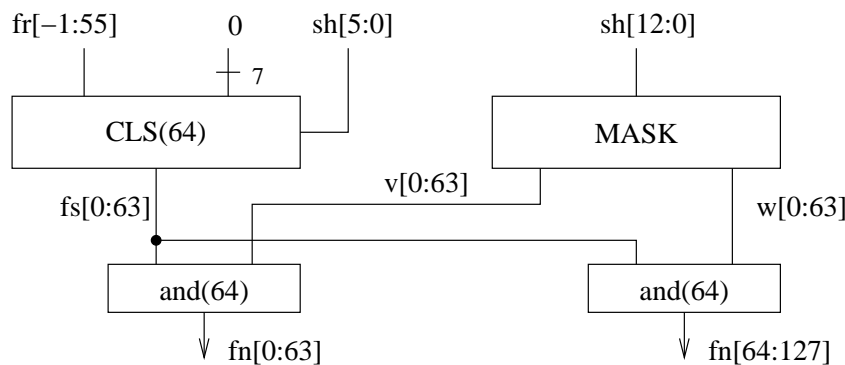 fr[−1:55] 0 sh[5:0] sh[12:0]
7
CLS(64) MASK
v[0:63]
fs[0:63] w[0:63]
and(64) and(64)
fn[0:63] fn[64:127]